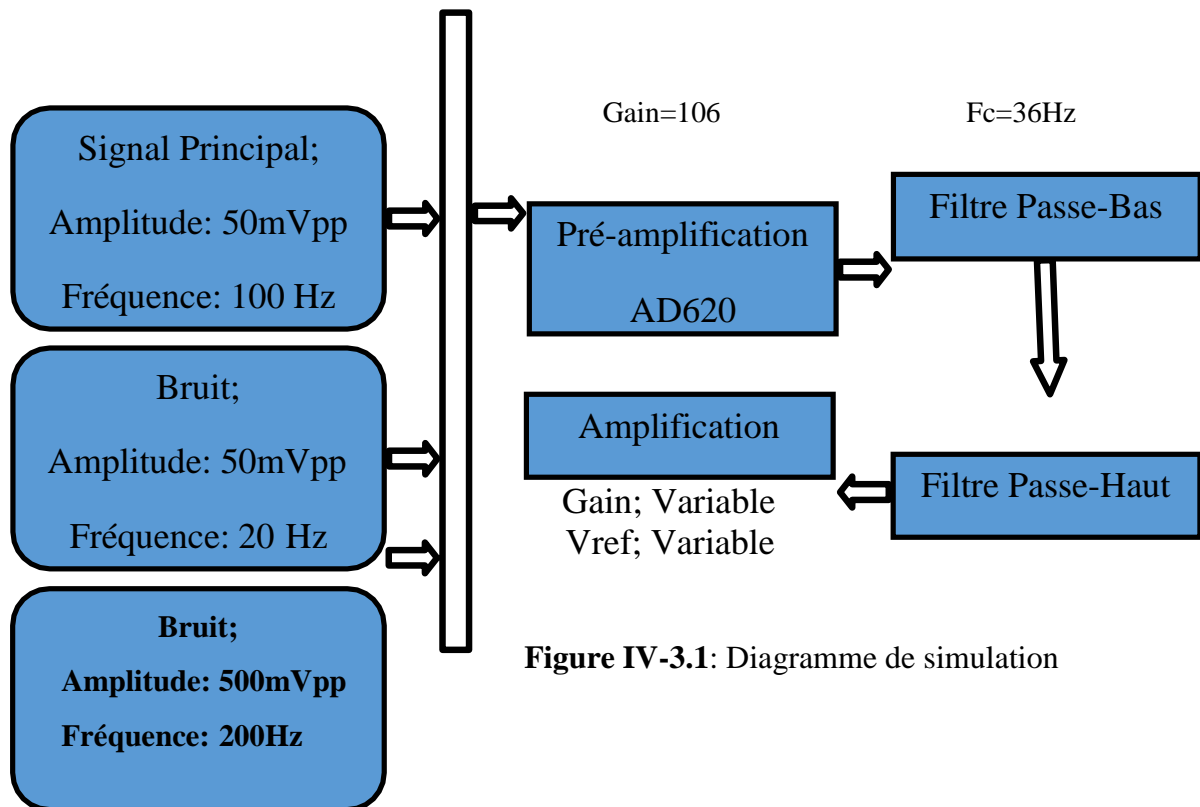 Signal Principal;
Amplitude: 50mVpp
Fréquence: 100 Hz
Bruit;
Amplitude: 50mVpp
Fréquence: 20 Hz
Bruit;
Amplitude: 500mVpp
Fréquence: 200Hz
Gain=106
Pré-amplification
AD620
Fc=36Hz
Filtre Passe-Bas
Filtre Passe-Haut
Amplification
Gain; Variable
Vref; Variable
Figure IV-3.1: Diagramme de simulation